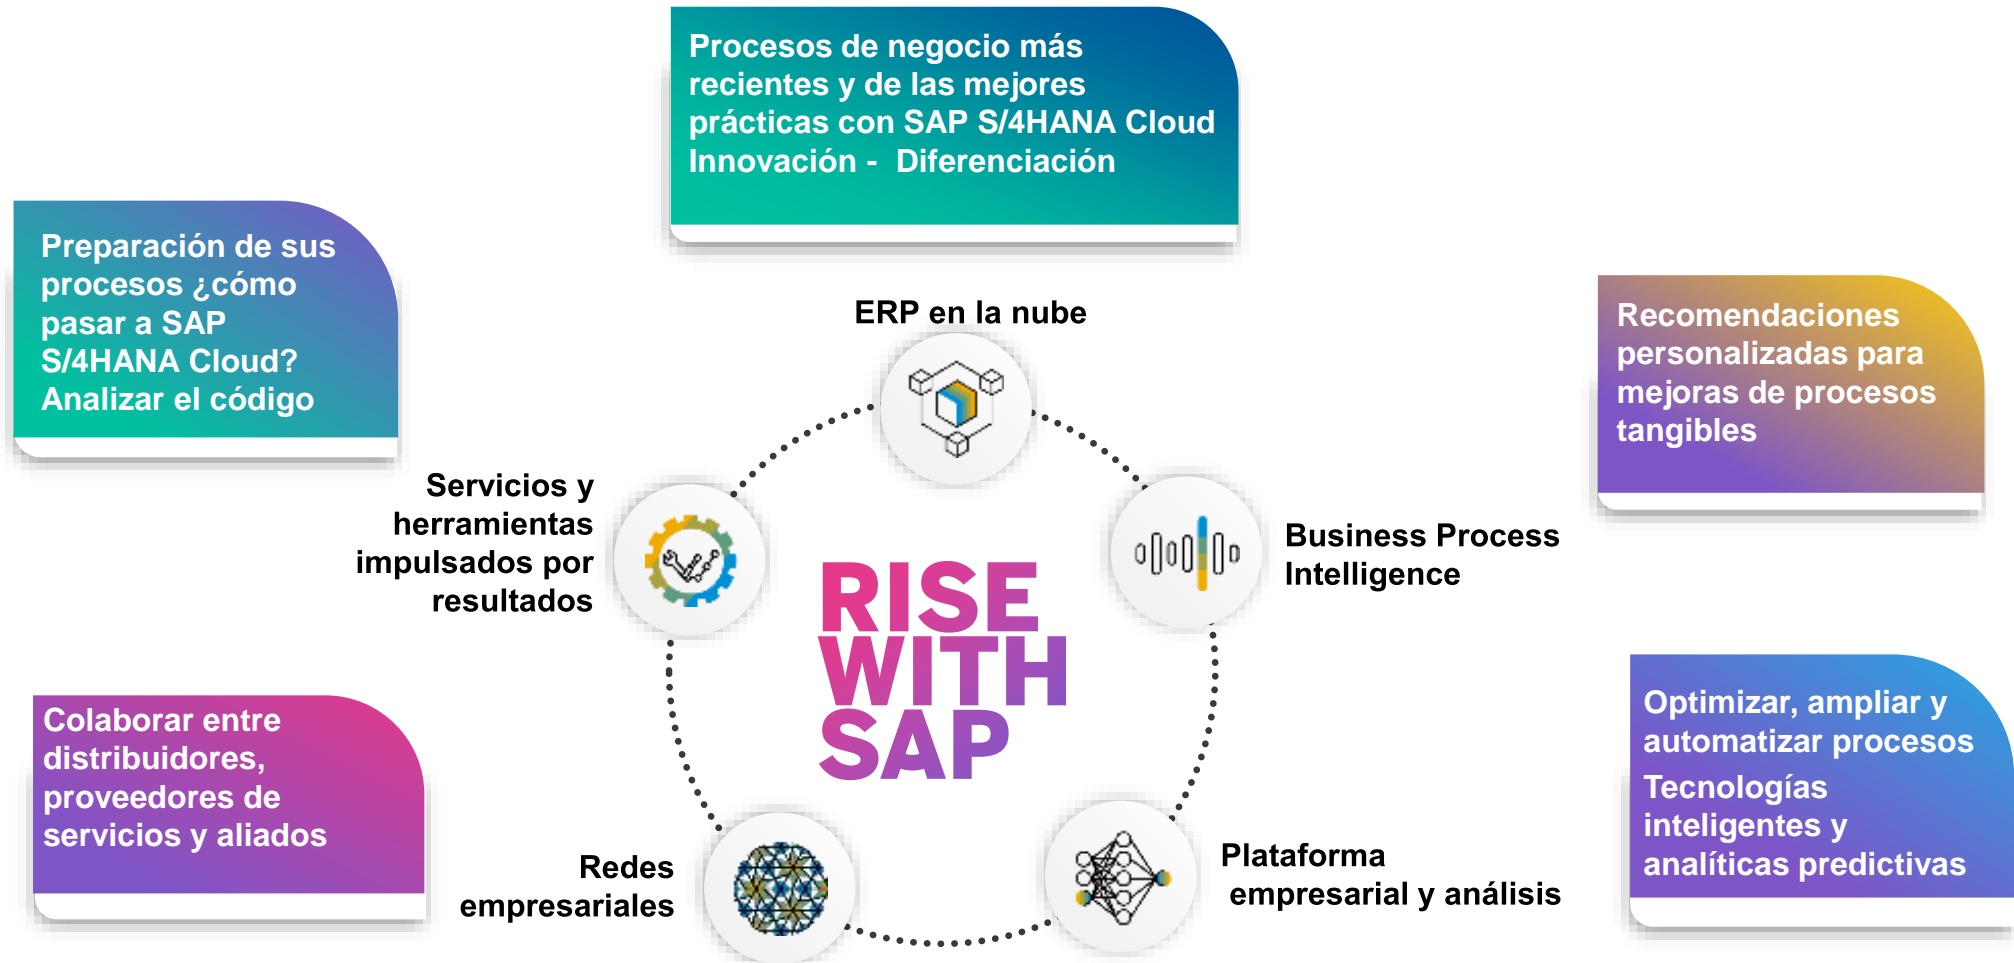 Procesos de negocio más
recientes y de las mejores
prácticas con SAP S/4HANA Cloud
Innovación - Diferenciación
Preparación de sus
procesos ¿cómo
pasar a SAP
S/4HANA Cloud?
Analizar el código
ERP en la nube
Recomendaciones
personalizadas para
mejoras de procesos
tangibles
Servicios y
herramientas
impulsados por
resultados
Business Process
Intelligence
RISE
WITH
SAP
Colaborar entre
distribuidores,
proveedores de
servicios y aliados
Optimizar, ampliar y
automatizar procesos
Tecnologías
inteligentes y
analíticas predictivas
Redes
empresariales
Plataforma
empresarial y análisis